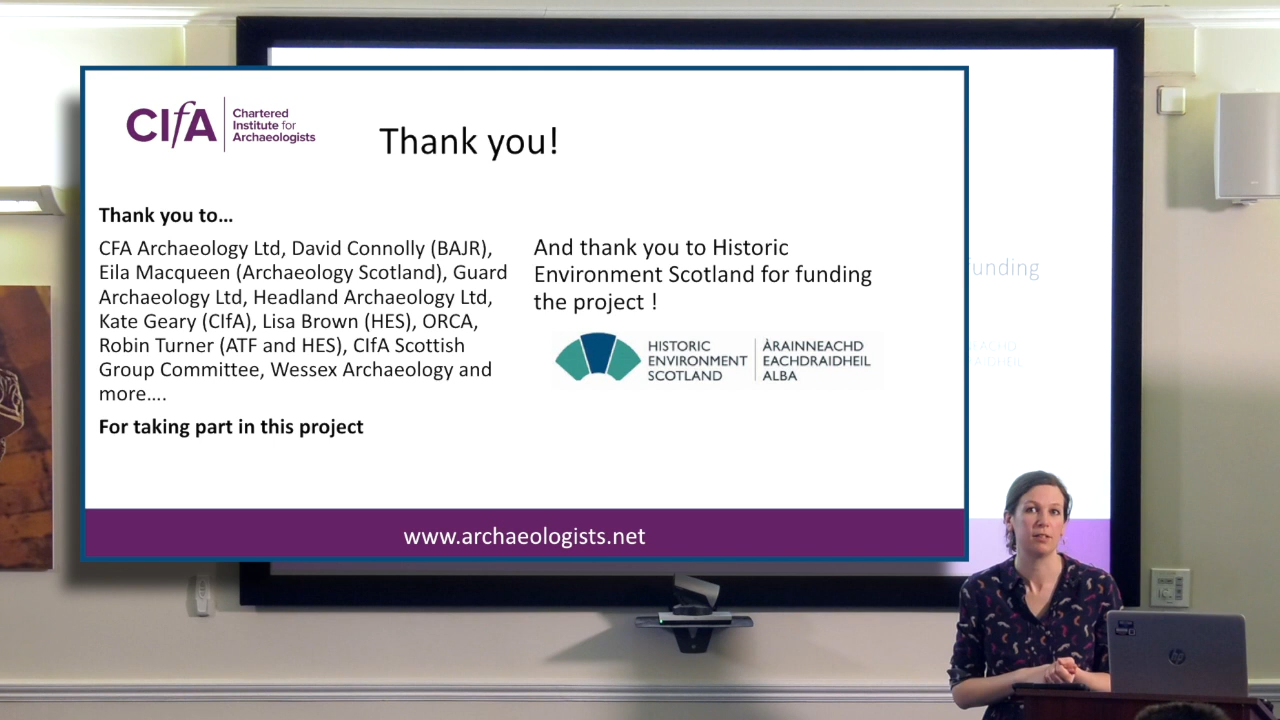 CIfA
Chartered
Institute for
Archaeologists
Thank you!
Thank you to…
CFA Archaeology Ltd, David Connolly (BAJR),
Eila Macqueen (Archaeology Scotland), Guard
Archaeology Ltd, Headland Archaeology Ltd,
Kate Geary (CIfA), Lisa Brown (HES), ORCA,
Robin Turner (ATF and HES), CIfA Scottish
Group Committee, Wessex Archaeology and
more….
For taking part in this project
And thank you to Historic
Environment Scotland for funding
the project !
HISTORIC
ENVIRONMENT
SCOTLAND
ÀRAINNEACHD
EACHDRAIDHEIL
ALBA
www.archaeologists.net
funding
hp